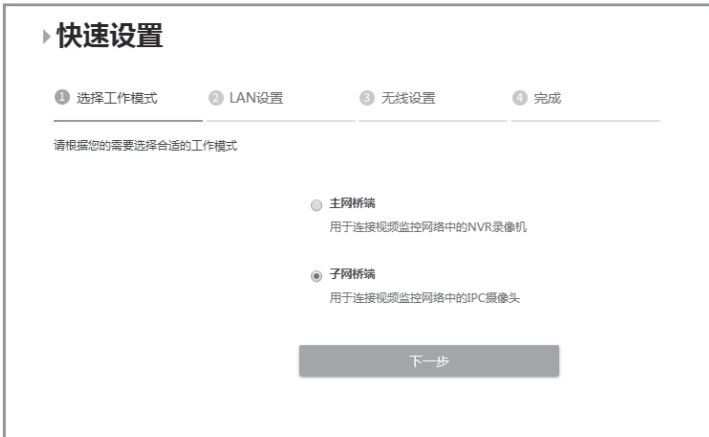 快速设置
1 选择工作模式 2 LAN设置 3 无线设置 4 完成
请根据您的需要选择合适的工作模式
主网桥端
用于连接视频监控网络中的NVR录像机
子网桥端
用于连接视频监控网络中的IPC摄像头
下一步